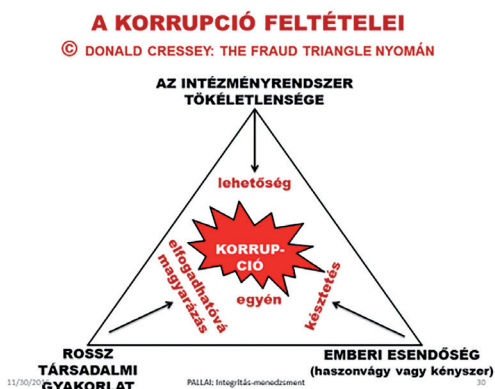 A KORRUPCIÓ FELTÉTELEI
© DONALD CRESSEY: THE FRAUD TRIANGLE NYOMÁN
AZ INTÉZMÉNYRENDSZER
TÖKÉLETLENSÉGE
lehetőség
KORRUP-
CIÓ
elfogadhatóvá
magyarázás
egyén
késztetés
ROSSZ
TÁRSADALMI
GYAKORLAT
EMBERI ESENDŐSÉG
(haszonvágy vagy kényszer)
PALLAI: Integritás-menedzsment
30